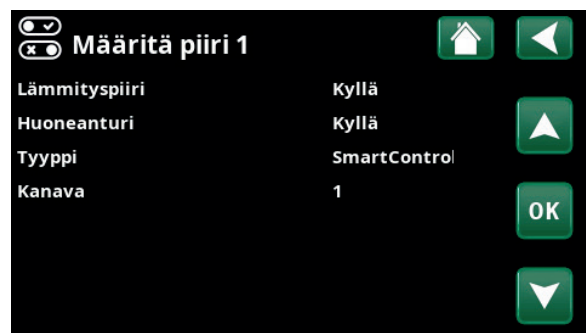 Määritä piiri 1
Lämmityspiiri Kyllä
Huoneanturi Kyllä
Tyyppi SmartControl
Kanava 1
OK